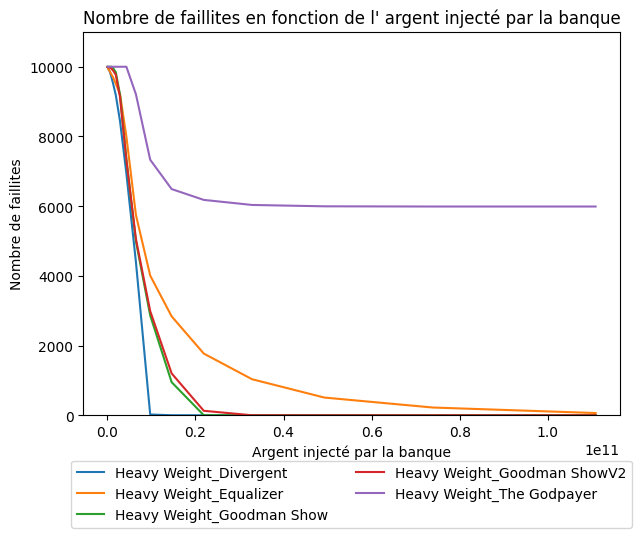 Nombre de faillites en fonction de l' argent injecté par la banque
10000
8000
6000
4000
2000
0
Nombre de faillites
0.0 0.2 0.4 0.6 0.8 1.0
1e11
Argent injecté par la banque
Heavy Weight_Divergent
Heavy Weight_Equalizer
Heavy Weight_Goodman Show
Heavy Weight_Goodman ShowV2
Heavy Weight_The Godpayer